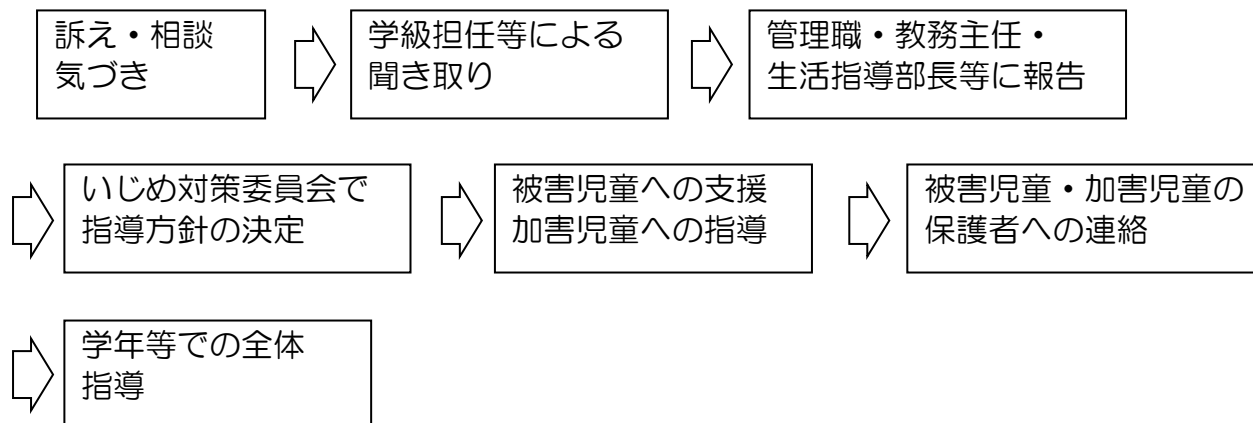 訴え・相談
気づき
学級担任等による
聞き取り
管理職・教務主任・
生活指導部長等に報告
いじめ対策委員会で
指導方針の決定
被害児童への支援
加害児童への指導
被害児童・加害児童の
保護者への連絡
学年等での全体
指導